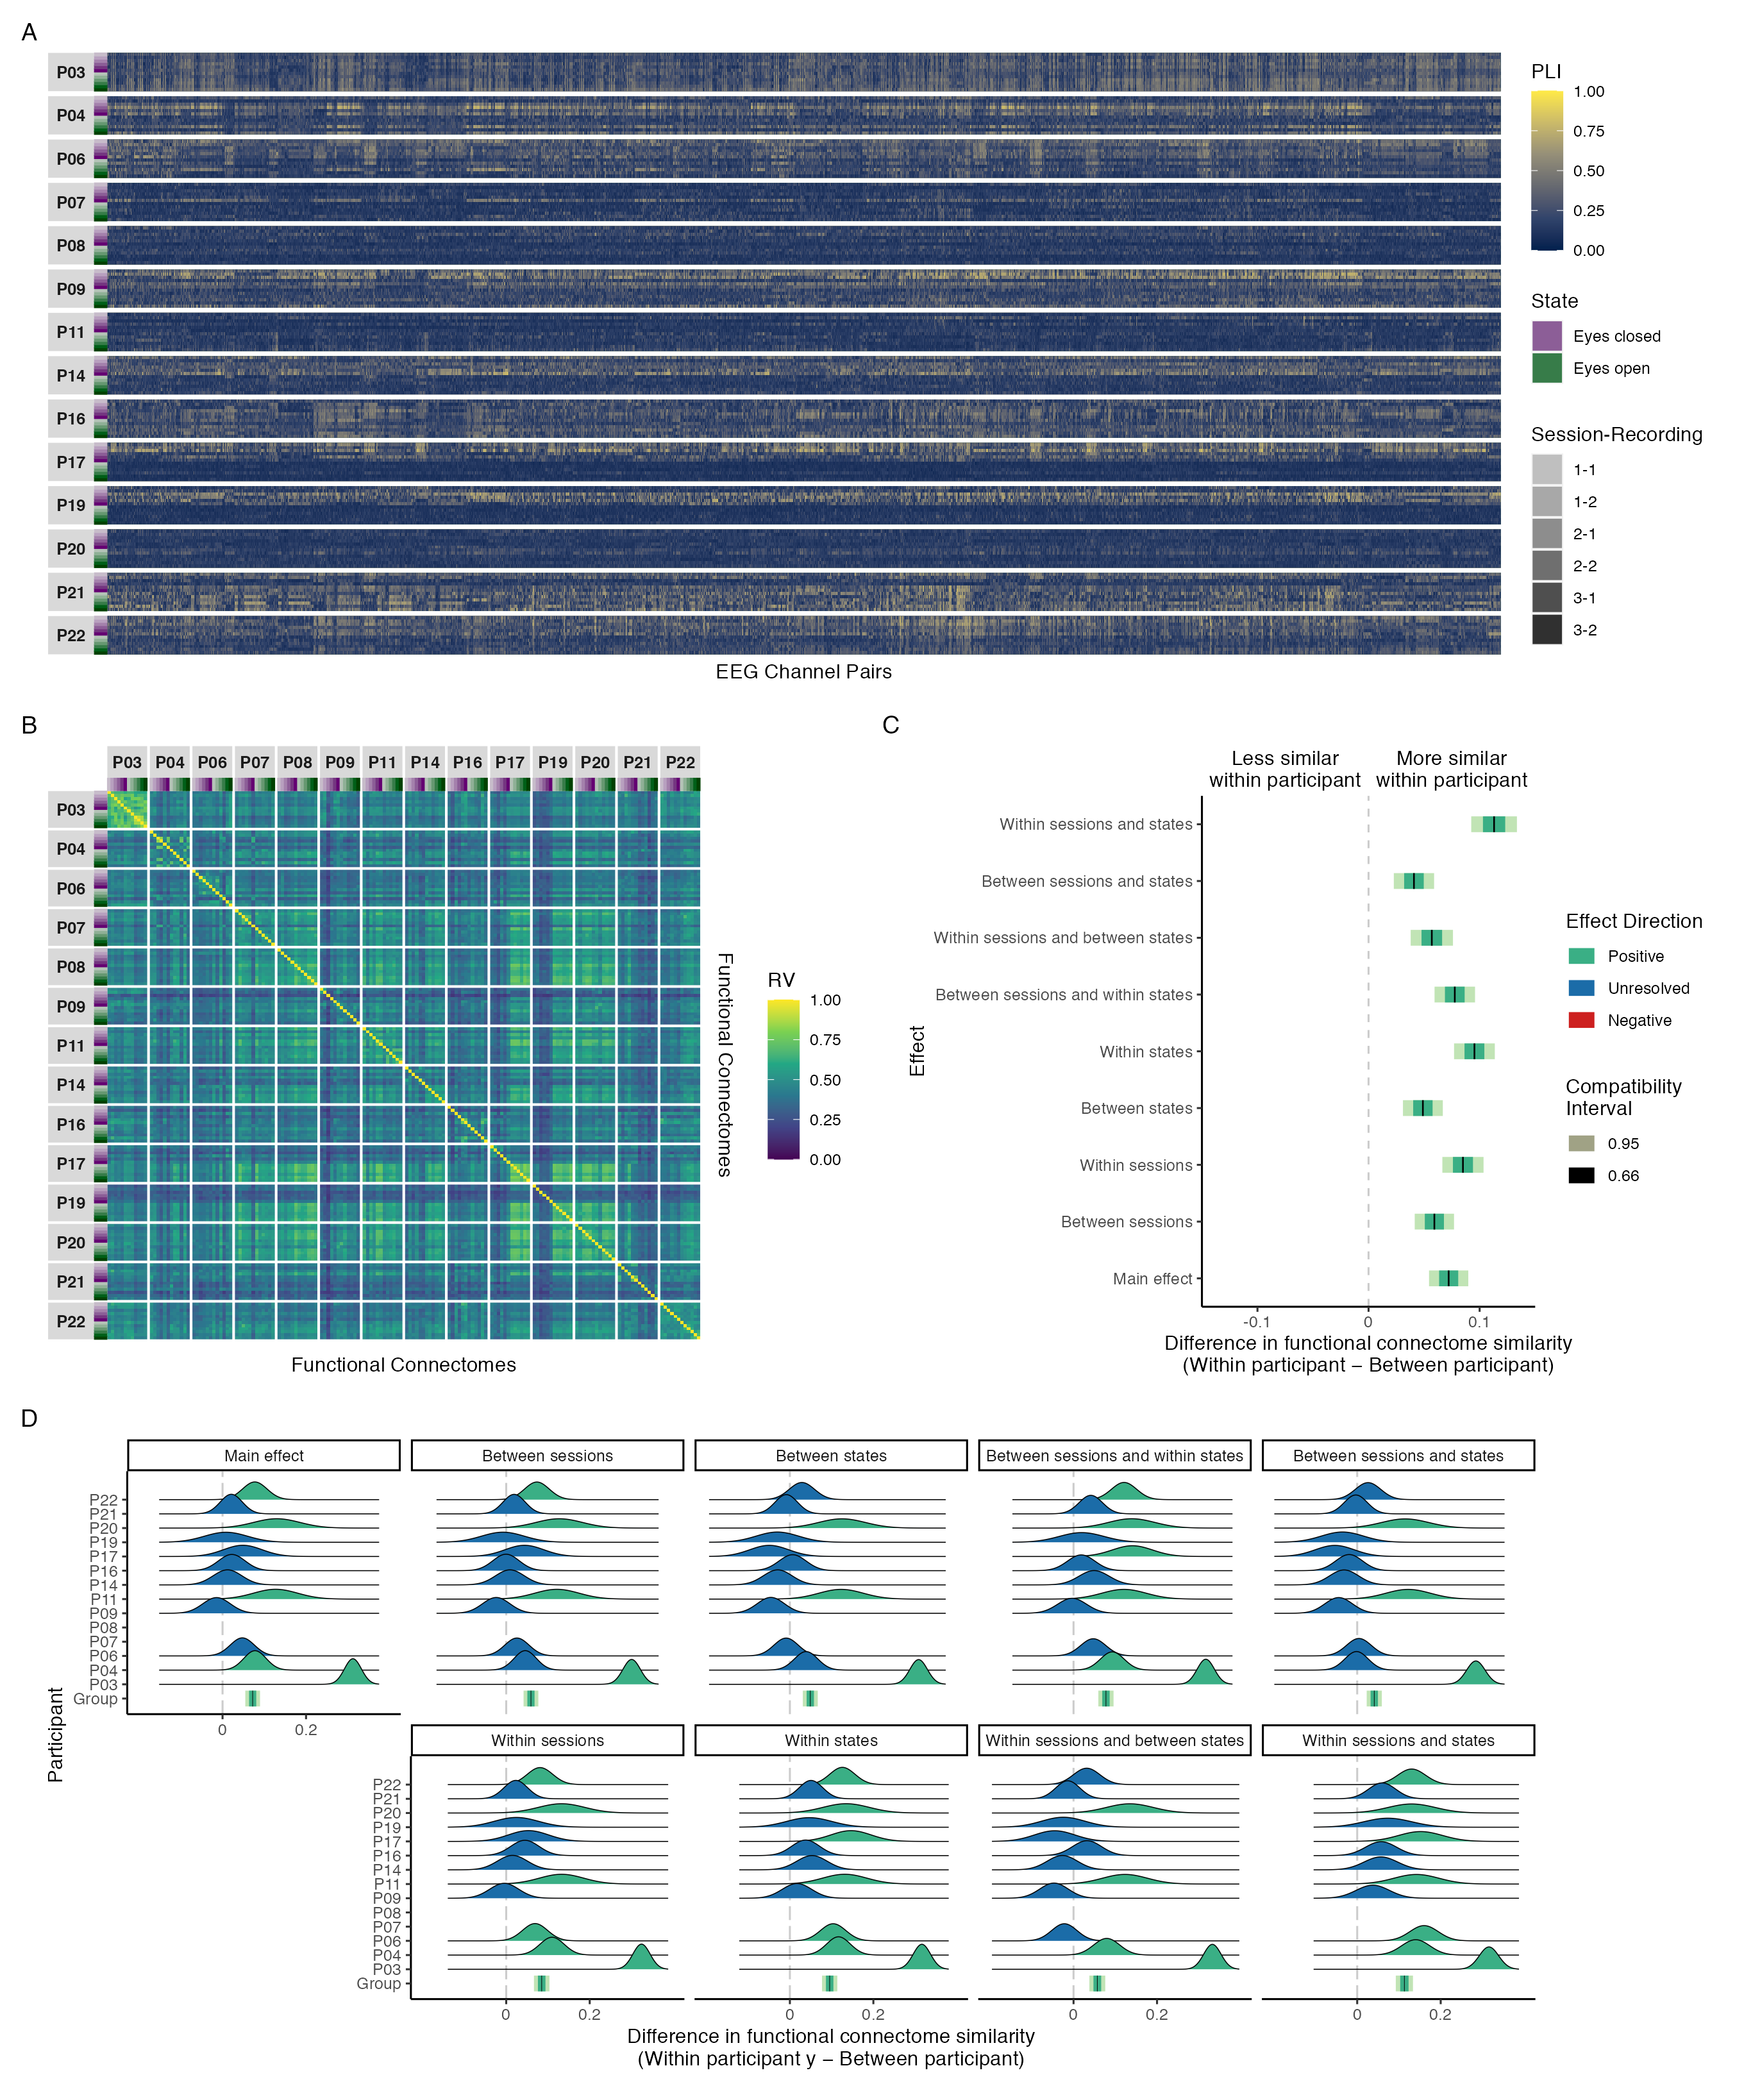 A
P03
P04
P06
P07
P08
P09
P11
P14
P16
P17
P19
P20
P21
P22
EEG Channel Pairs
PLI
1.00
0.75
0.50
0.25
0.00
State
Eyes closed
Eyes open
Session-Recording
1-1
1-2
2-1
2-2
3-1
3-2
B
P03 P04 P06 P07 P08 P09 P11 P14 P16 P17 P19 P20 P21 P22
P03
P04
P06
P07
P08
P09
P11
P14
P16
P17
P19
P20
P21
P22
Functional Connectomes
Functional Connectomes
RV
1.00
0.75
0.50
0.25
0.00
C
Less similar
within participant
More similar
within participant
Effect
Within sessions and states
Between sessions and states
Within sessions and between states
Between sessions and within states
Within states
Between states
Within sessions
Between sessions
Main effect
-0.1 0 0.1
Difference in functional connectome similarity
(Within participant − Between participant)
Effect Direction
Positive
Unresolved
Negative
Compatibility
Interval
0.95
0.66
D
Main effect
Between sessions
Between states
Between sessions and within states
Between sessions and states
Participant
P22
P21
P20
P19
P17
P16
P14
P11
P09
P08
P07
P06
P04
P03
Group
0 0.2
Within sessions
Within states
Within sessions and between states
Within sessions and states
P22
P21
P20
P19
P17
P16
P14
P11
P09
P08
P07
P06
P04
P03
Group
0 0.2
0 0.2
0 0.2
0 0.2
Difference in functional connectome similarity
(Within participant y − Between participant)